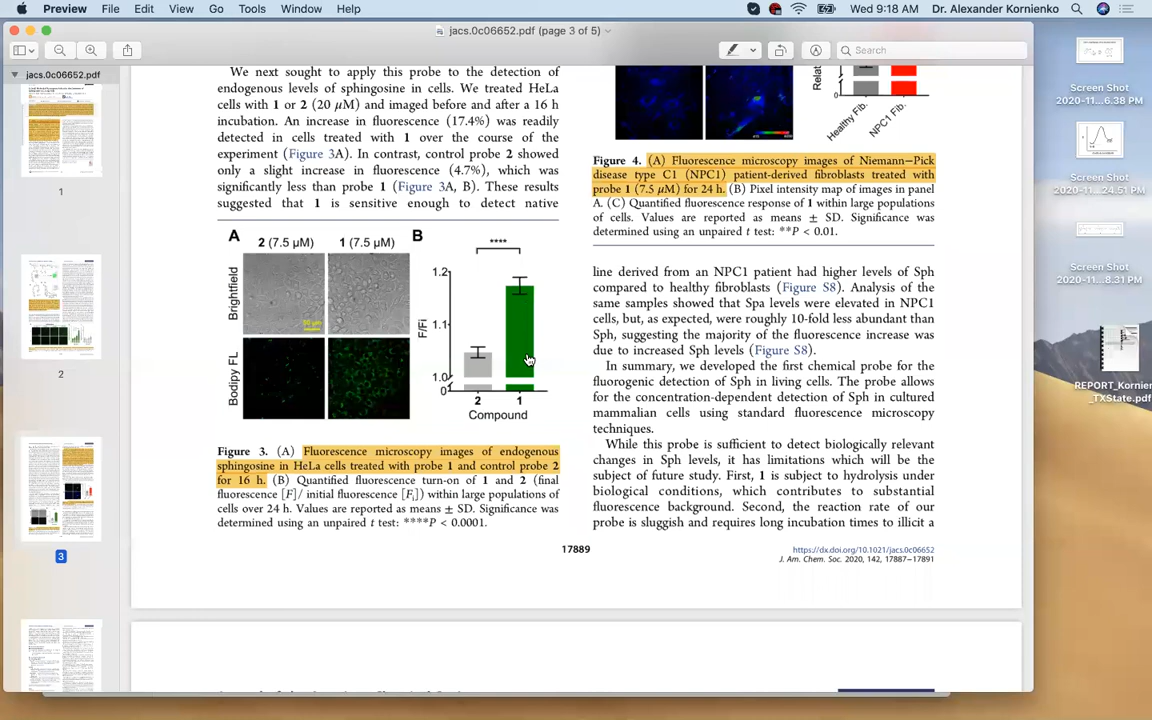 Preview File Edit View Go Tools Window Help
Wed 9:18 AM Dr. Alexander Kornienko
jacs.0c06652.pdf (page 3 of 5)
Search
jacs.0c06652.pdf
1
2
3
We next sought to apply this probe to the detection of
endogenous levels of sphingosine in cells. We treated HeLa
cells with 1 or 2 (20 μM) and imaged before and after a 16 h
incubation. An increase in fluorescence (17.4%) was readily
detected in cells treated with 1 over the course of the
experiment (Figure 3A). In contrast, control probe 2 showed
only a slight increase in fluorescence (4.7%), which was
significantly less than probe 1 (Figure 3A, B). These results
suggested that 1 is sensitive enough to detect native
A 2 (7.5 μM) 1 (7.5 μM) B
Brightfield
Bodipy FL
50 μm
****
F/Fi
1.2
1.1
1.0
0
2 1
Compound
Figure 3. (A) Fluorescence microscopy images of endogenous
sphingosine in HeLa cells treated with probe 1 and control probe 2
for 16 h. (B) Quantified fluorescence turn-on of 1 and 2 (final
fluorescence [F]/ initial fluorescence [Fi]) within large populations of
cells over 24 h. Values are reported as means ± SD. Significance was
determined using an unpaired t test: ****P < 0.0001.
Relat
0
Healthy Fib.
NPC1 Fib.
Figure 4. (A) Fluorescence microscopy images of Niemann−Pick
disease type C1 (NPC1) patient-derived fibroblasts treated with
probe 1 (7.5 μM) for 24 h. (B) Pixel intensity map of images in panel
A. (C) Quantified fluorescence response of 1 within large populations
of cells. Values are reported as means ± SD. Significance was
determined using an unpaired t test: **P < 0.01.
line derived from an NPC1 patient had higher levels of Sph
compared to healthy fibroblasts (Figure S8). Analysis of the
same samples showed that Spa levels were elevated in NPC1
cells, but, as expected, were roughly 10-fold less abundant than
Sph, suggesting the majority of the fluorescence increase was
due to increased Sph levels (Figure S8).
In summary, we developed the first chemical probe for the
fluorogenic detection of Sph in living cells. The probe allows
for the concentration-dependent detection of Sph in cultured
mammalian cells using standard fluorescence microscopy
techniques.
While this probe is sufficient to detect biologically relevant
changes in Sph levels, it has limitations which will be the
subject of future study. First, 1 is subject to hydrolysis under
biological conditions, which contributes to substantial
fluorescence background. Second, the reaction rate of our
probe is sluggish and requires long incubation times to illicit a
17889
https://dx.doi.org/10.1021/jacs.0c06652
J. Am. Chem. Soc. 2020, 142, 17887−17891
Screen Shot
2020-11...6.38 PM
Screen Shot
2020-11...24.51 PM
Screen Shot
2020-11...8.31 PM
REPORT_Kornier
_TXState.pdf